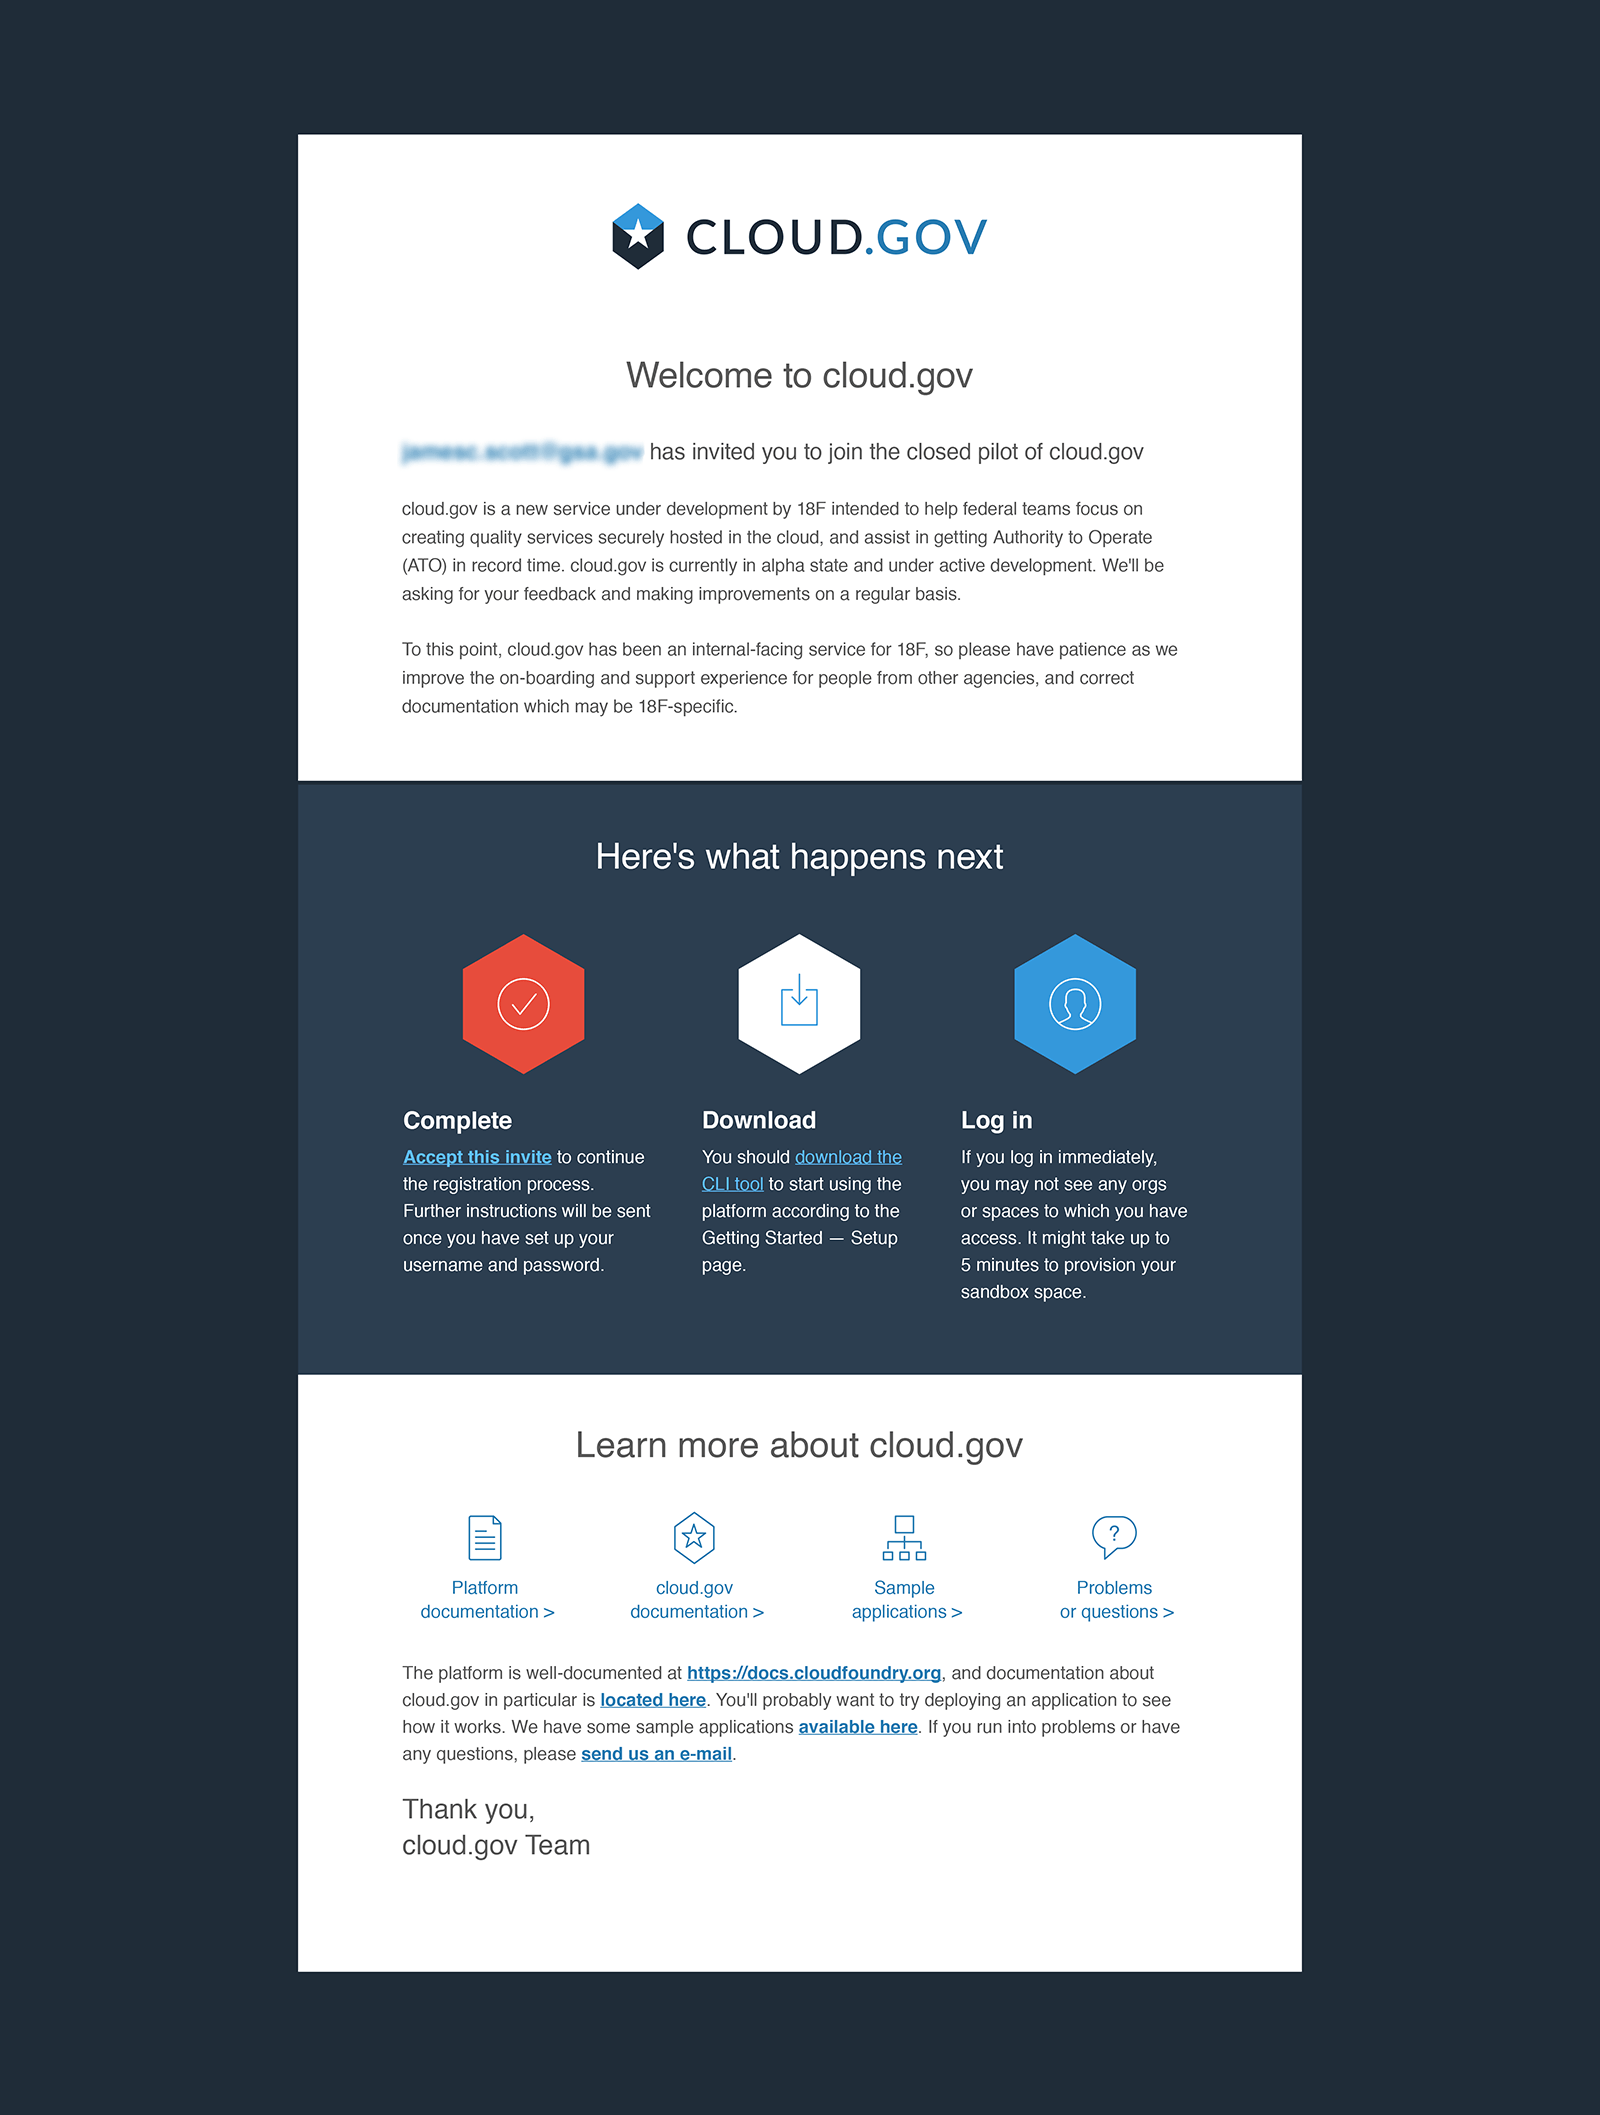 CLOUD.GOV
Welcome to cloud.gov
has invited you to join the closed pilot of cloud.gov
cloud.gov is a new service under development by 18F intended to help federal teams focus on
creating quality services securely hosted in the cloud, and assist in getting Authority to Operate
(ATO) in record time. cloud.gov is currently in alpha state and under active development. We'll be
asking for your feedback and making improvements on a regular basis.
To this point, cloud.gov has been an internal-facing service for 18F, so please have patience as we
improve the on-boarding and support experience for people from other agencies, and correct
documentation which may be 18F-specific.
Here's what happens next
Complete
Accept this invite to continue
the registration process.
Further instructions will be sent
once you have set up your
username and password.
Download
You should download the
CLI tool to start using the
platform according to the
Getting Started — Setup
page.
Log in
If you log in immediately,
you may not see any orgs
or spaces to which you have
access. It might take up to
5 minutes to provision your
sandbox space.
Learn more about cloud.gov
Platform
documentation >
cloud.gov
documentation >
Sample
applications >
?
Problems
or questions >
The platform is well-documented at https://docs.cloudfoundry.org, and documentation about
cloud.gov in particular is located here. You'll probably want to try deploying an application to see
how it works. We have some sample applications available here. If you run into problems or have
any questions, please send us an e-mail.
Thank you,
cloud.gov Team